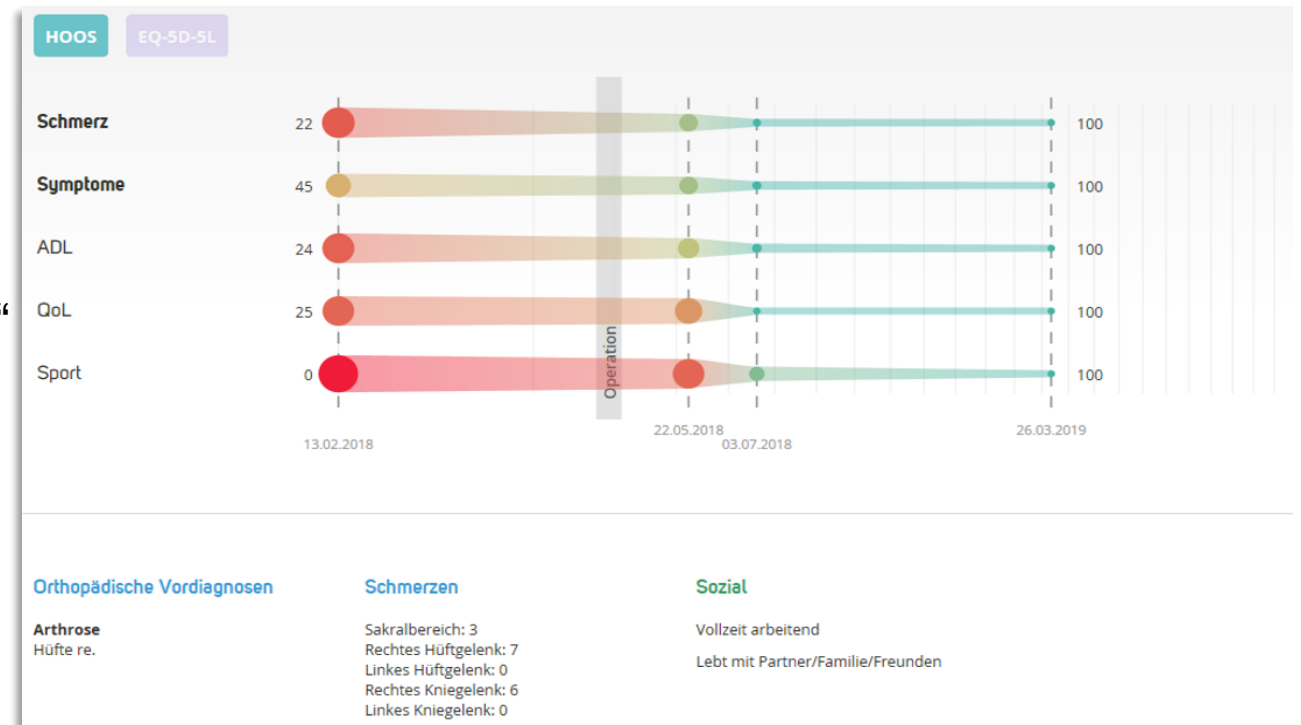 HOOS EQ-5D-5L
Schmerz 22 100
Symptome 45 100
ADL 24 100
“ QoL 25 100
Sport 0 100
Operation
13.02.2018 22.05.2018 03.07.2018 26.03.2019
Orthopädische Vordiagnosen
Arthrose
Hüfte re.
Schmerzen
Sakralbereich: 3
Rechtes Hüftgelenk: 7
Linkes Hüftgelenk: 0
Rechtes Kniegelenk: 6
Linkes Kniegelenk: 0
Sozial
Vollzeit arbeitend
Lebt mit Partner/Familie/Freunden